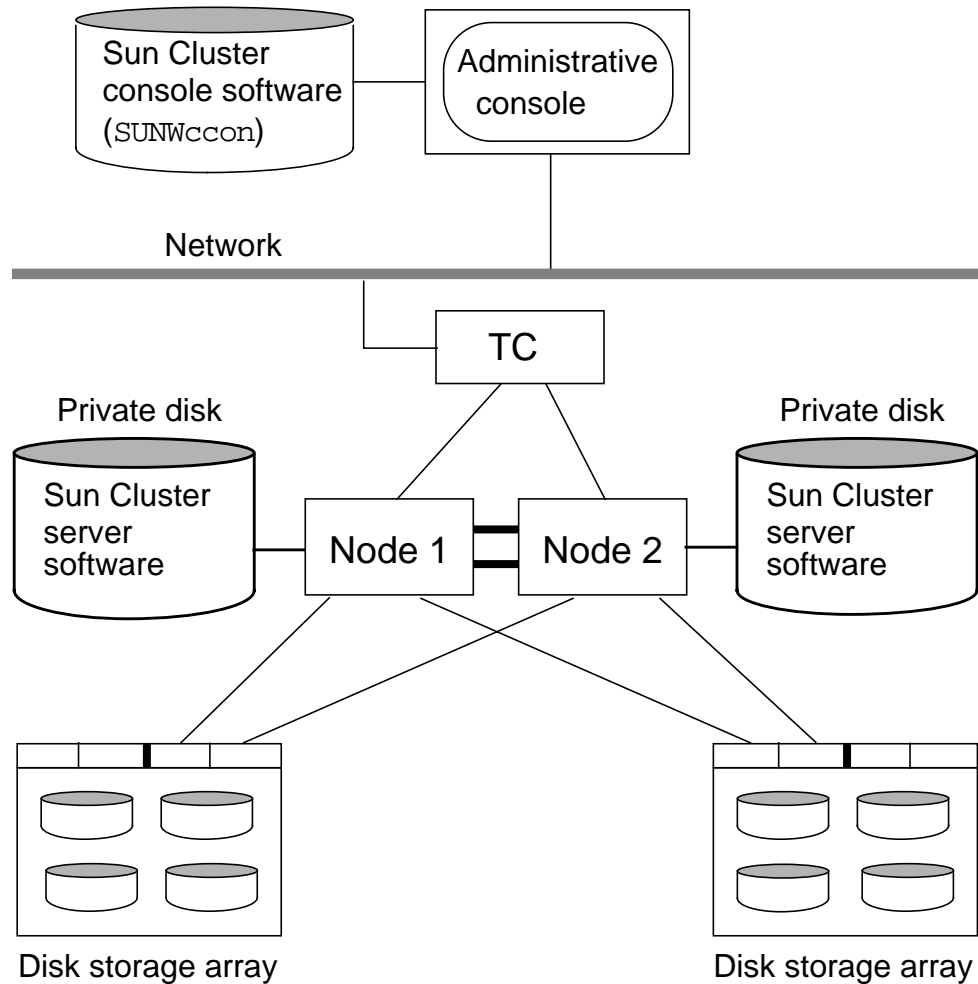 Sun Cluster
console software
(SUNWccon)
Administrative
console
Network
TC
Private disk
Private disk
Sun Cluster
server
software
Node 1
Node 2
Sun Cluster
server
software
Disk storage array
Disk storage array